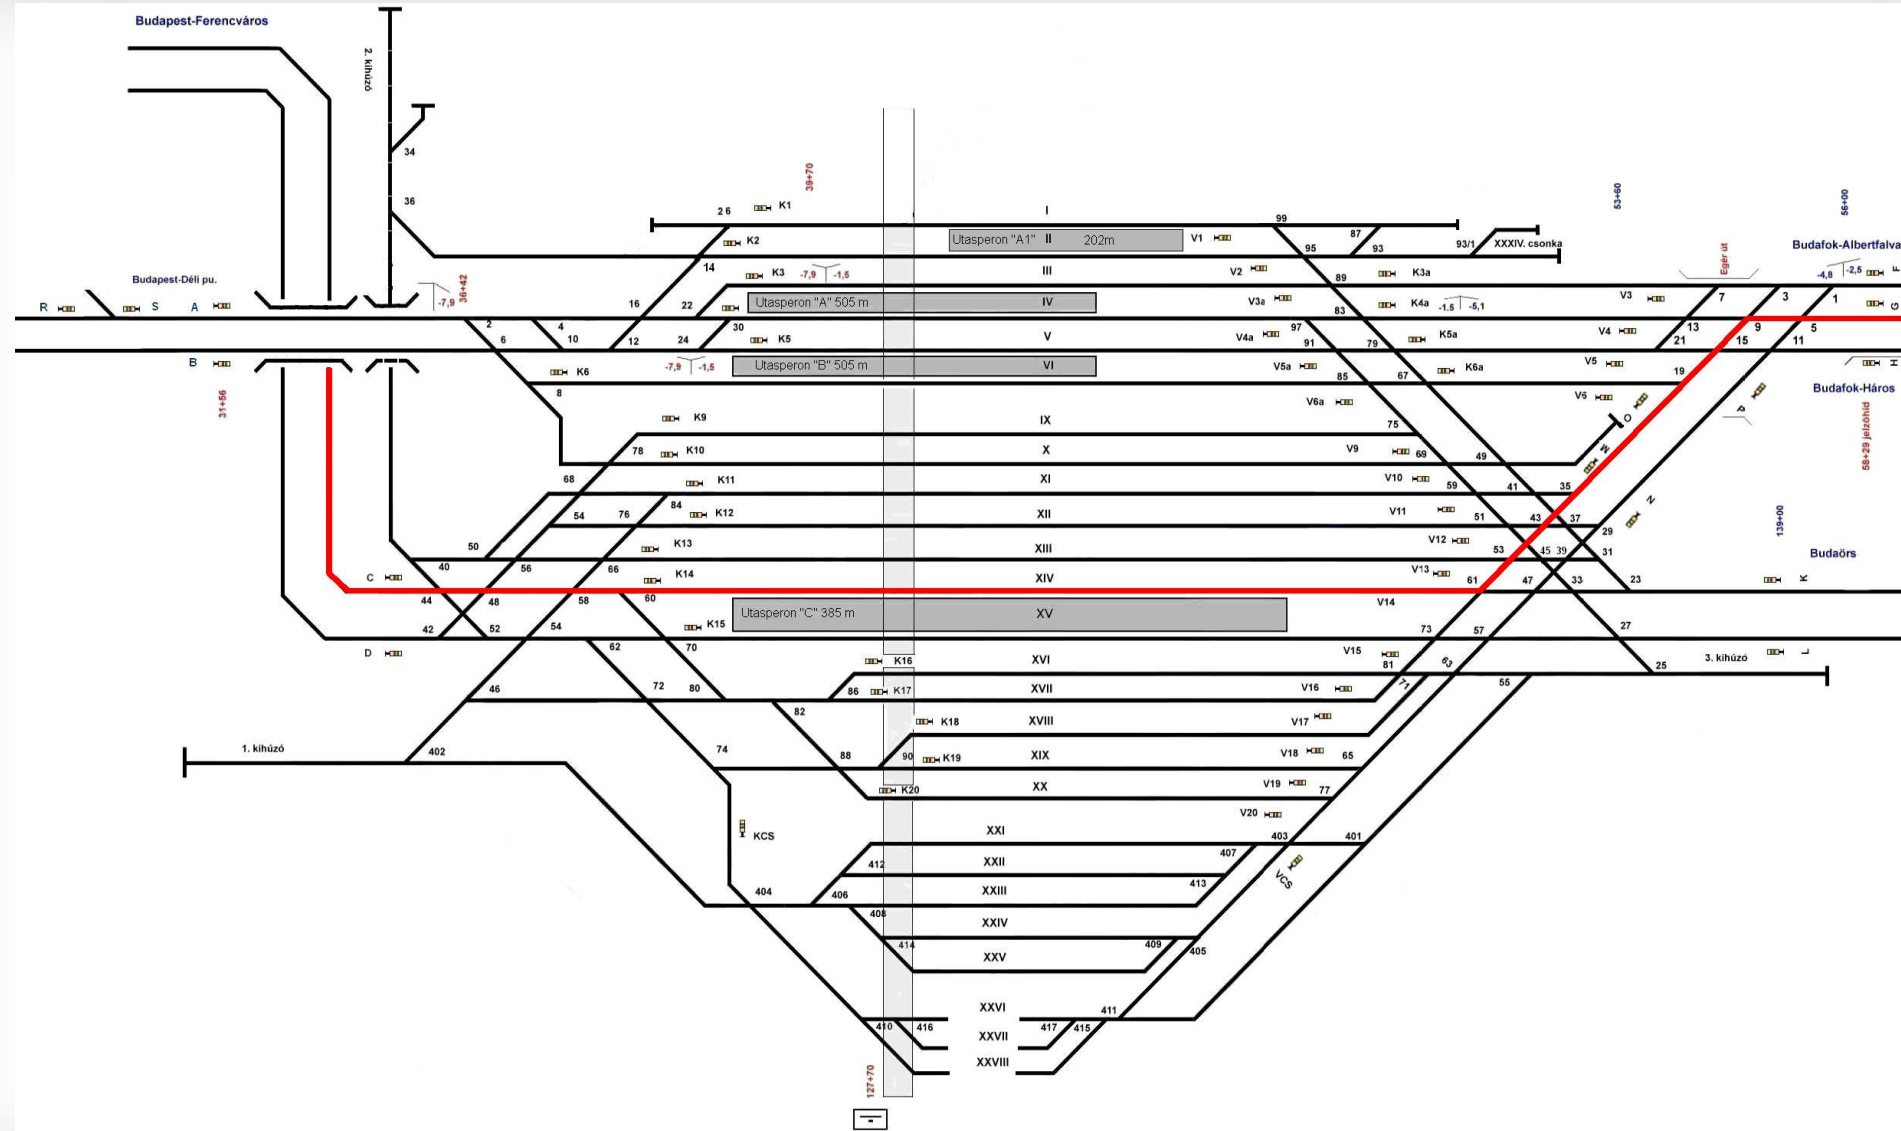 Budapest-Ferencváros
2. kihúzó
34
36
39+70
53+60
56+00
2 6
K1
I
99
K2
Utasperon "A1" II 202m
V1
87
95
93
93/1
XXXIV. csonka
Egér út
Budafok-Albertfalva
14
K3
-7,9
-1,5
III
V2
89
K3a
-4,8
-2,5
F
Budapest-Déli pu.
36+42
-7,9
R
S
A
16
22
Utasperon "A" 505 m
IV
V3a
83
K4a
-1.5
-5,1
V3
7
3
1
G
2
4
6
10
12
24
30
K5
V
V4a
97
91
79
K5a
V4
13
21
9
15
5
11
B
K6
-7,9
-1,5
Utasperon "B" 505 m
VI
V5a
85
67
K6a
V5
19
H
31+56
8
V6a
V6
Budafok-Háros
O
P
K9
IX
75
58+29 jelzőhíd
78
K10
X
V9
69
49
M
68
K11
XI
V10
59
41
35
N
54
76
84
K12
XII
V11
51
43
37
29
139+00
50
K13
XIII
V12
53
45
39
31
Budaörs
40
56
66
C
K14
XIV
V13
61
47
33
23
K
44
48
58
60
V14
Utasperon "C" 385 m
XV
42
52
54
K15
73
57
27
D
62
70
K16
XVI
V15
81
63
25
3. kihúzó
L
46
72
80
86
K17
XVII
V16
71
55
82
K18
XVIII
V17
1. kihúzó
402
74
88
90
K19
XIX
V18
65
K20
XX
V19
77
V20
KCS
XXI
403
401
412
XXII
407
VCS
404
406
XXIII
413
408
XXIV
414
409
405
XXV
XXVI
411
410
416
XXVII
417
415
XXVIII
127+70